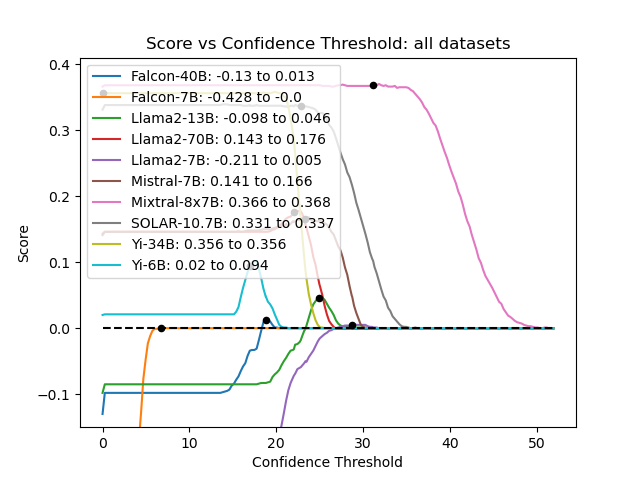 Score vs Confidence Threshold: all datasets
0.4
0.3
0.2
0.1
0.0
−0.1
Score
Falcon-40B: -0.13 to 0.013
Falcon-7B: -0.428 to -0.0
Llama2-13B: -0.098 to 0.046
Llama2-70B: 0.143 to 0.176
Llama2-7B: -0.211 to 0.005
Mistral-7B: 0.141 to 0.166
Mixtral-8x7B: 0.366 to 0.368
SOLAR-10.7B: 0.331 to 0.337
Yi-34B: 0.356 to 0.356
Yi-6B: 0.02 to 0.094
0 10 20 30 40 50
Confidence Threshold